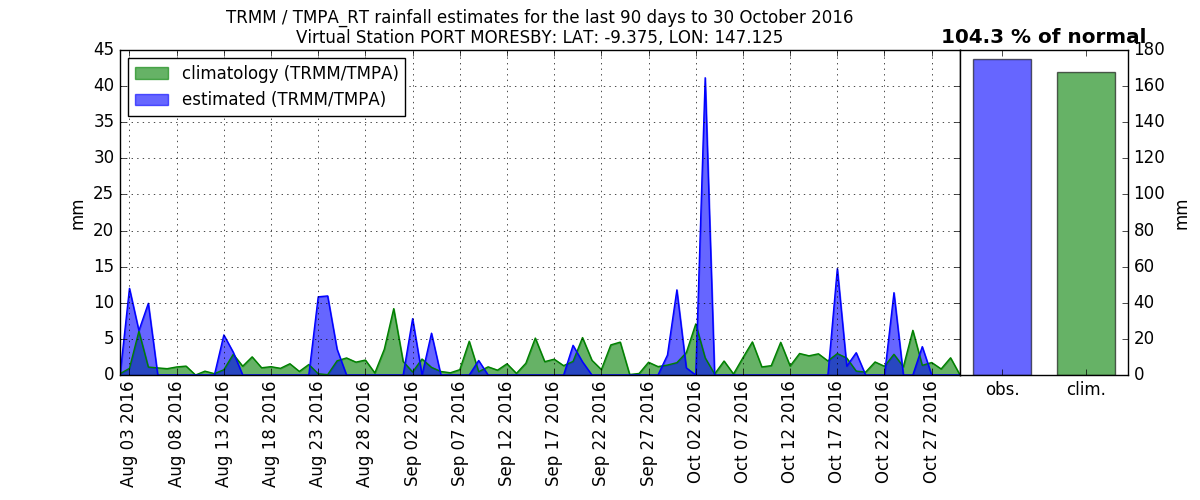 TRMM / TMPA_RT rainfall estimates for the last 90 days to 30 October 2016
Virtual Station PORT MORESBY: LAT: -9.375, LON: 147.125
104.3 % of normal
climatology (TRMM/TMPA)
estimated (TRMM/TMPA)
mm
45
40
35
30
25
20
15
10
5
0
Aug 03 2016
Aug 08 2016
Aug 13 2016
Aug 18 2016
Aug 23 2016
Aug 28 2016
Sep 02 2016
Sep 07 2016
Sep 12 2016
Sep 17 2016
Sep 22 2016
Sep 27 2016
Oct 02 2016
Oct 07 2016
Oct 12 2016
Oct 17 2016
Oct 22 2016
Oct 27 2016
obs.
clim.
180
160
140
120
100
80
60
40
20
0
mm